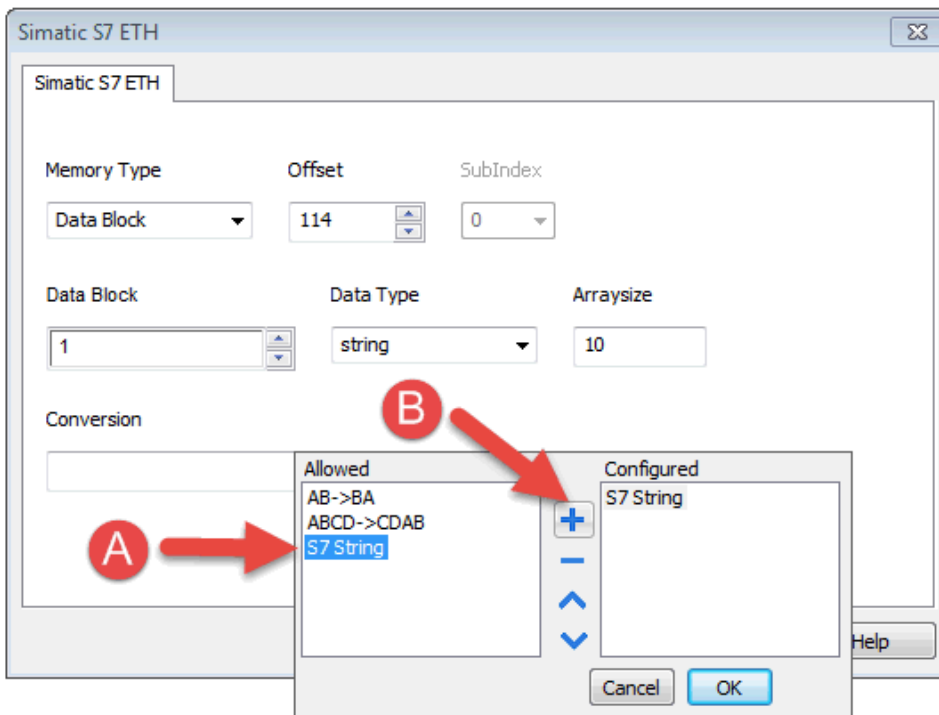 Simatic S7 ETH
Simatic S7 ETH
Memory Type Offset SubIndex
Data Block 114 0
Data Block Data Type Arraysize
1 string 10
B
Conversion
Allowed Configured
AB->BA S7 String
ABCD->CDAB
A S7 String
Help
Cancel OK